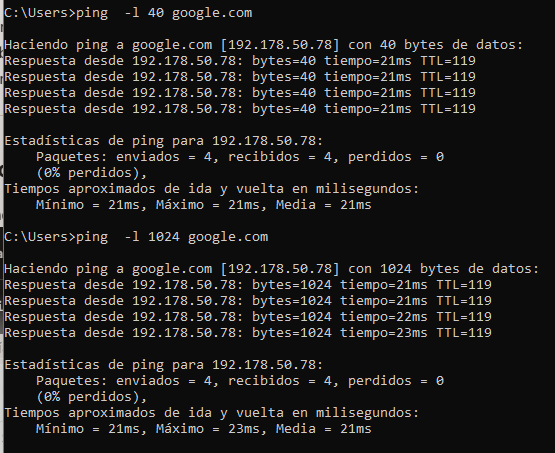 C:\Users>ping  -l 40 google.com
Haciendo ping a google.com [192.178.50.78] con 40 bytes de datos:
Respuesta desde 192.178.50.78: bytes=40 tiempo=21ms TTL=119
Respuesta desde 192.178.50.78: bytes=40 tiempo=21ms TTL=119
Respuesta desde 192.178.50.78: bytes=40 tiempo=21ms TTL=119
Respuesta desde 192.178.50.78: bytes=40 tiempo=21ms TTL=119
Estadísticas de ping para 192.178.50.78:
    Paquetes: enviados = 4, recibidos = 4, perdidos = 0
    (0% perdidos),
Tiempos aproximados de ida y vuelta en milisegundos:
    Mínimo = 21ms, Máximo = 21ms, Media = 21ms
C:\Users>ping  -l 1024 google.com
Haciendo ping a google.com [192.178.50.78] con 1024 bytes de datos:
Respuesta desde 192.178.50.78: bytes=1024 tiempo=21ms TTL=119
Respuesta desde 192.178.50.78: bytes=1024 tiempo=21ms TTL=119
Respuesta desde 192.178.50.78: bytes=1024 tiempo=22ms TTL=119
Respuesta desde 192.178.50.78: bytes=1024 tiempo=23ms TTL=119
Estadísticas de ping para 192.178.50.78:
    Paquetes: enviados = 4, recibidos = 4, perdidos = 0
    (0% perdidos),
Tiempos aproximados de ida y vuelta en milisegundos:
    Mínimo = 21ms, Máximo = 23ms, Media = 21ms